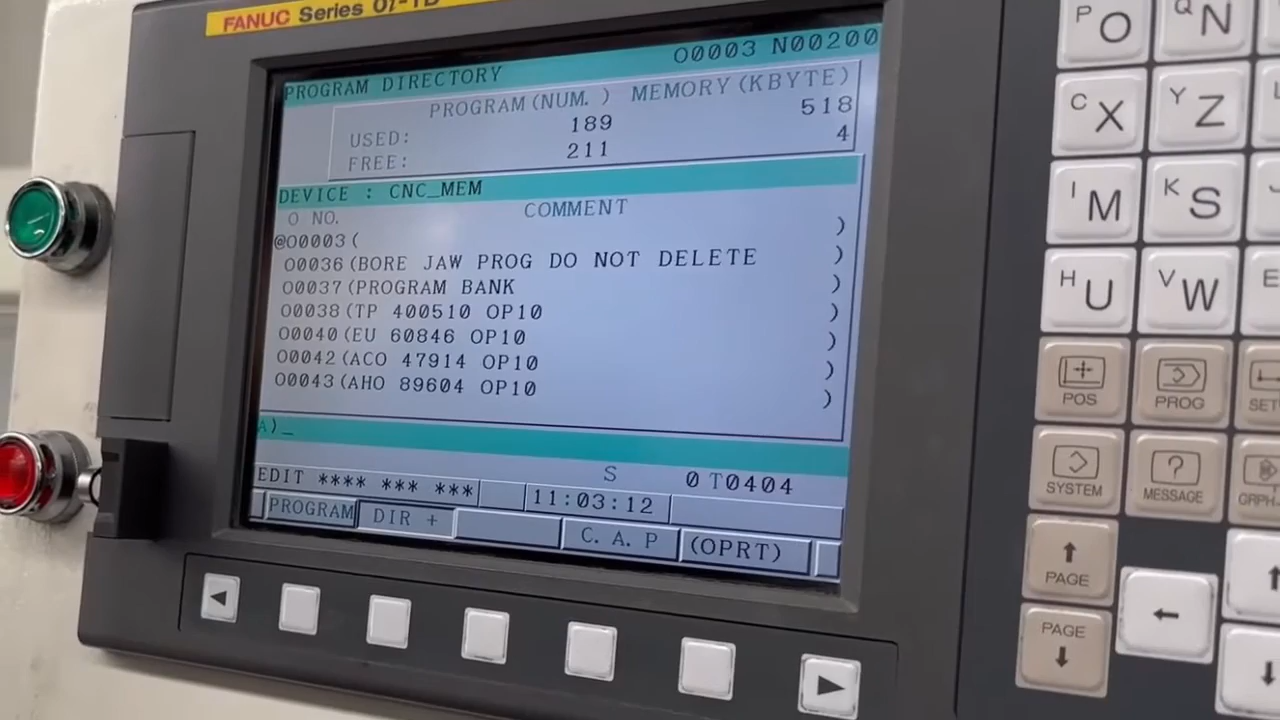 FANUC Series 0i-TD
PROGRAM DIRECTORY O0003 N00200
PROGRAM(NUM.) MEMORY(KBYTE)
USED: 189 518
FREE: 211 4
DEVICE : CNC_MEM
O NO. COMMENT
@O0003( )
O0036(BORE JAW PROG DO NOT DELETE )
O0037(PROGRAM BANK )
O0038(TP 400510 OP10 )
O0040(EU 60846 OP10 )
O0042(ACO 47914 OP10 )
O0043(AHO 89604 OP10 )
A)_
S 0 T0404
EDIT **** *** ***
11:03:12
PROGRAM DIR + C.A.P (OPRT)
P O Q N
C X Y Z
I M K S
H U V W E
POS PROG
SYSTEM MESSAGE
PAGE
PAGE